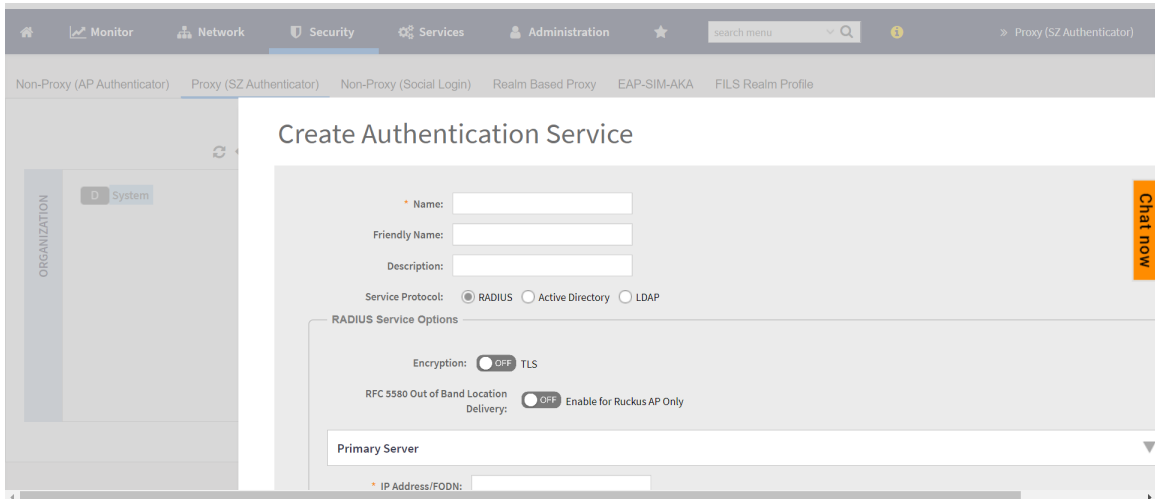 Monitor Network Security Services Administration search menu » Proxy (SZ Authenticator)
Non-Proxy (AP Authenticator) Proxy (SZ Authenticator) Non-Proxy (Social Login) Realm Based Proxy EAP-SIM-AKA FILS Realm Profile
Create Authentication Service
ORGANIZATION
D System
* Name:
Friendly Name:
Description:
Service Protocol: RADIUS Active Directory LDAP
RADIUS Service Options
Encryption: OFF TLS
RFC 5580 Out of Band Location
Delivery: OFF Enable for Ruckus AP Only
Primary Server
* IP Address/FQDN:
Chat now